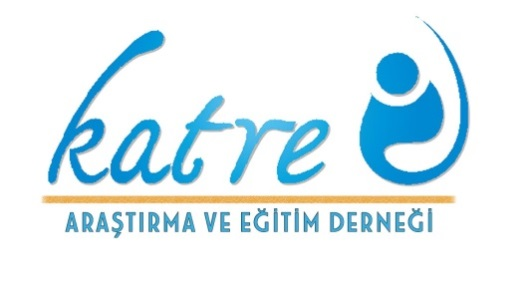 katre
ARAŞTIRMA VE EĞİTİM DERNEĞİ